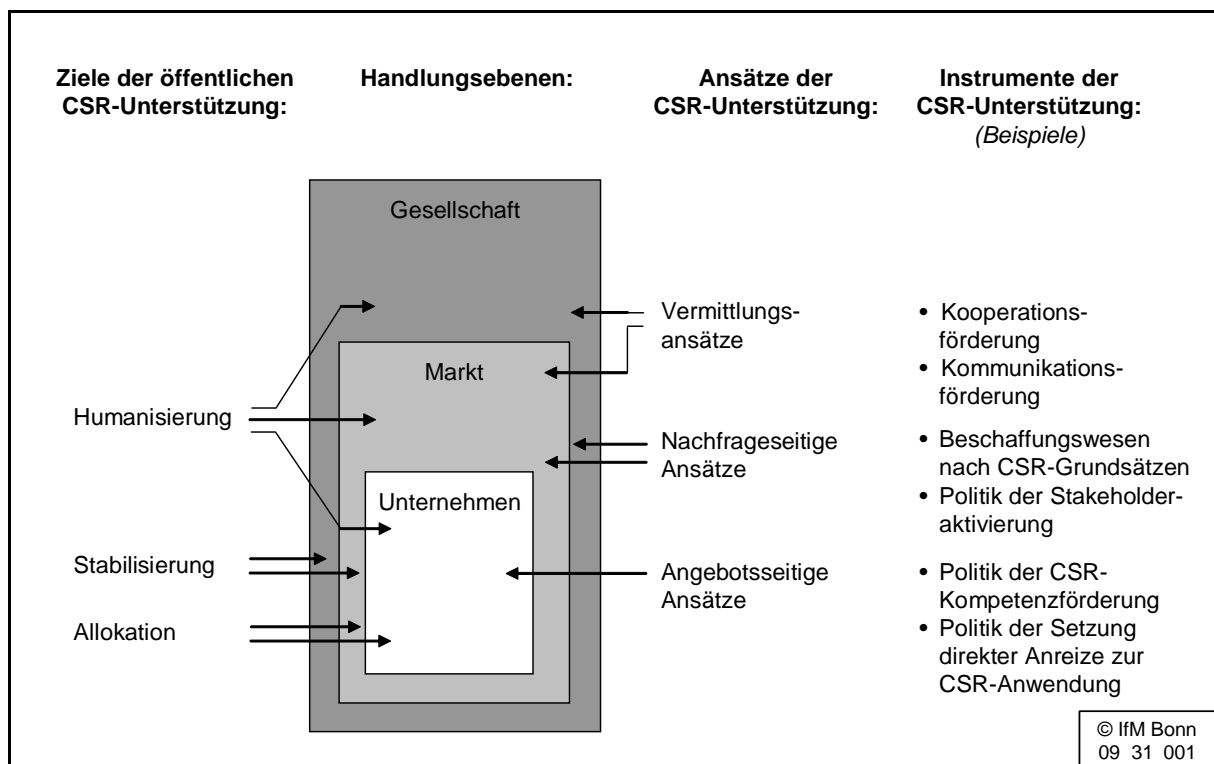 Ziele der öffentlichen
CSR-Unterstützung:
Handlungsebenen:
Ansätze der
CSR-Unterstützung:
Instrumente der
CSR-Unterstützung:
(Beispiele)
Gesellschaft
Markt
Unternehmen
Humanisierung
Stabilisierung
Allokation
Vermittlungs-
ansätze
Nachfrageseitige
Ansätze
Angebotsseitige
Ansätze
• Kooperations-
förderung
• Kommunikations-
förderung
• Beschaffungswesen
nach CSR-Grundsätzen
• Politik der Stakeholder-
aktivierung
• Politik der CSR-
Kompetenzförderung
• Politik der Setzung
direkter Anreize zur
CSR-Anwendung
© IfM Bonn
09 31 001